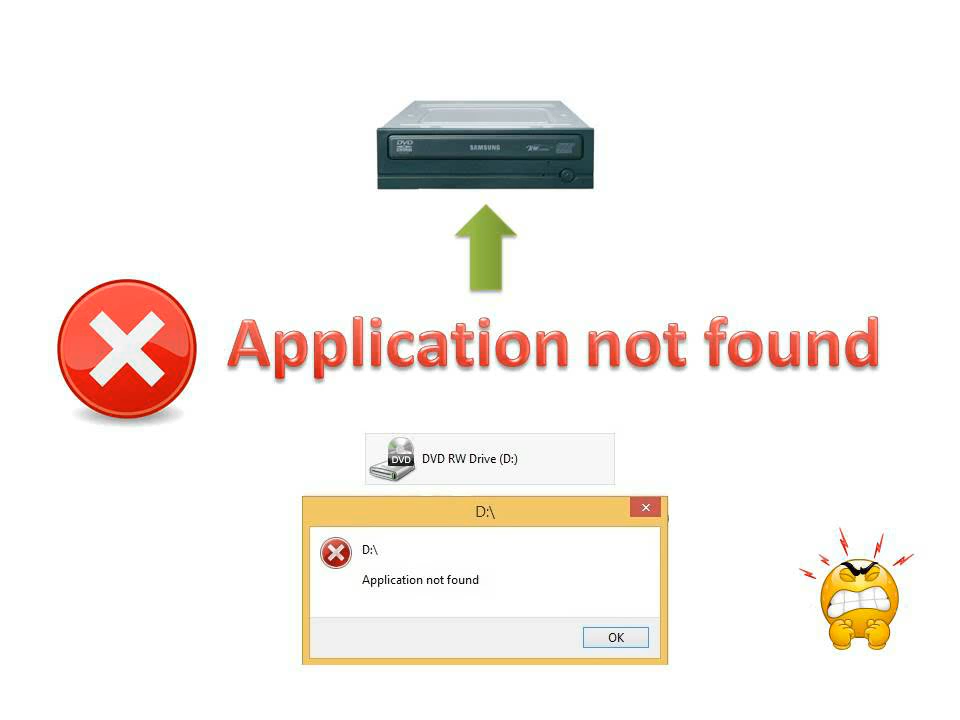 DVD
SAMSUNG
Application not found
DVD
DVD RW Drive (D:)
D:\
D:\
Application not found
OK